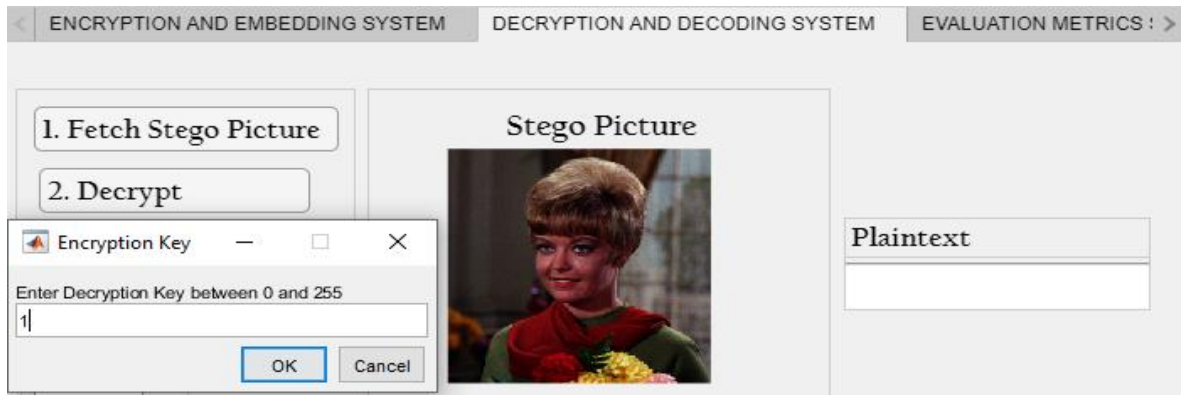 ENCRYPTION AND EMBEDDING SYSTEM
DECRYPTION AND DECODING SYSTEM
EVALUATION METRICS
1. Fetch Stego Picture
2. Decrypt
Stego Picture
Encryption Key
Enter Decryption Key between 0 and 255
1
OK
Cancel
Plaintext